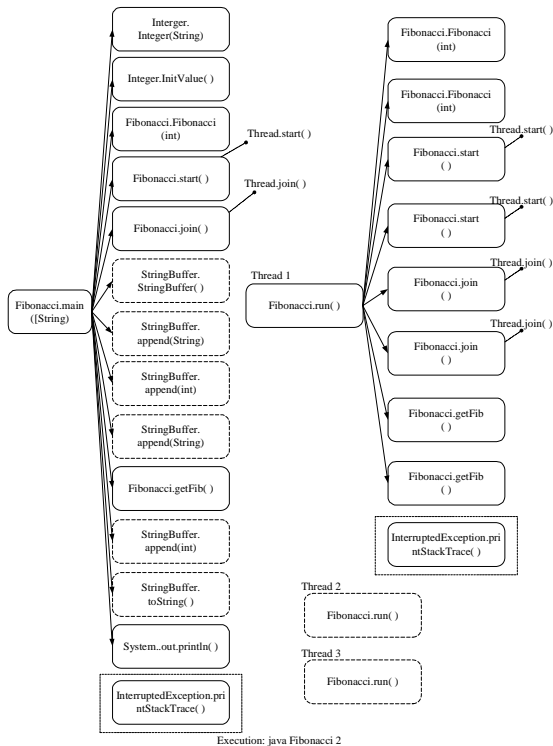 Interger.
Integer(String)
Integer.InitValue( )
Fibonacci.Fibonacci
(int)
Thread.start( )
Fibonacci.start( )
Thread.join( )
Fibonacci.join( )
StringBuffer.
StringBuffer( )
Fibonacci.main
([String)
StringBuffer.
append(String)
StringBuffer.
append(int)
StringBuffer.
append(String)
Fibonacci.getFib( )
StringBuffer.
append(int)
StringBuffer.
toString( )
System..out.println( )
InterruptedException.pri
ntStackTrace( )
Thread 1
Fibonacci.run( )
Fibonacci.Fibonacci
(int)
Fibonacci.Fibonacci
(int)
Thread.start( )
Fibonacci.start
( )
Thread.start( )
Fibonacci.start
( )
Thread.join( )
Fibonacci.join
( )
Thread.join( )
Fibonacci.join
( )
Fibonacci.getFib
( )
Fibonacci.getFib
( )
InterruptedException.pri
ntStackTrace( )
Thread 2
Fibonacci.run( )
Thread 3
Fibonacci.run( )
Execution: java Fibonacci 2